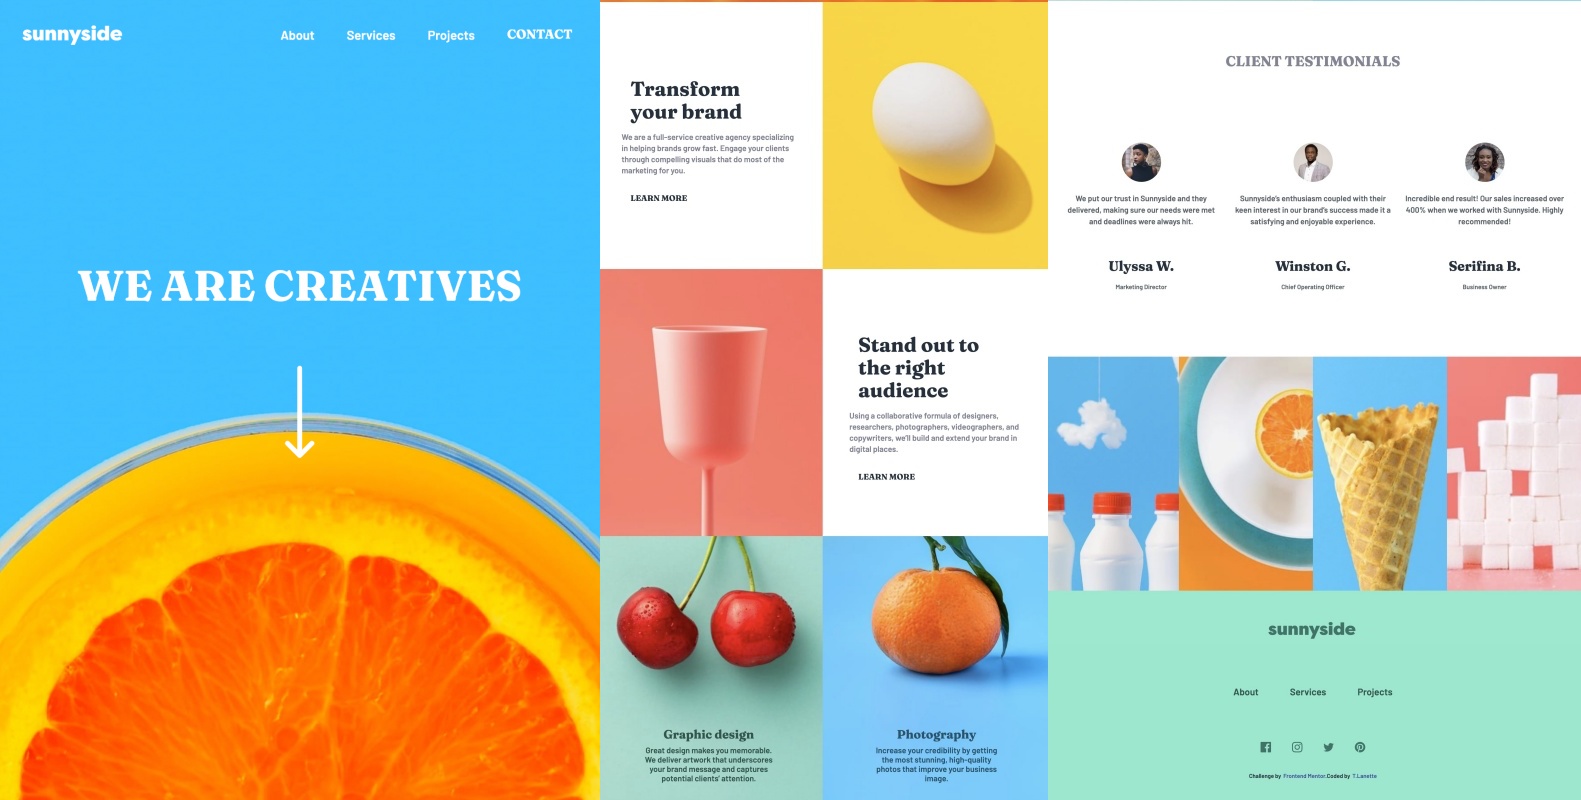 sunnyside
About Services Projects CONTACT
WE ARE CREATIVES
Transform
your brand
We are a full-service creative agency specializing
in helping brands grow fast. Engage your clients
through compelling visuals that do most of the
marketing for you.
LEARN MORE
Stand out to
the right
audience
Using a collaborative formula of designers,
researchers, photographers, videographers, and
copywriters, we'll build and extend your brand in
digital places.
LEARN MORE
Graphic design
Great design makes you memorable.
We deliver artwork that underscores
your brand message and captures
potential clients' attention.
Photography
Increase your credibility by getting
the most stunning, high-quality
photos that improve your business
image.
CLIENT TESTIMONIALS
We put our trust in Sunnyside and they
delivered, making sure our needs were met
and deadlines were always hit.
Ulyssa W.
Marketing Director
Sunnyside's enthusiasm coupled with their
keen interest in our brand's success made it a
satisfying and enjoyable experience.
Winston G.
Chief Operating Officer
Incredible end result! Our sales increased over
400% when we worked with Sunnyside. Highly
recommended!
Serifina B.
Business Owner
sunnyside
About Services Projects
Challenge by Frontend Mentor.Coded by T.Lanette